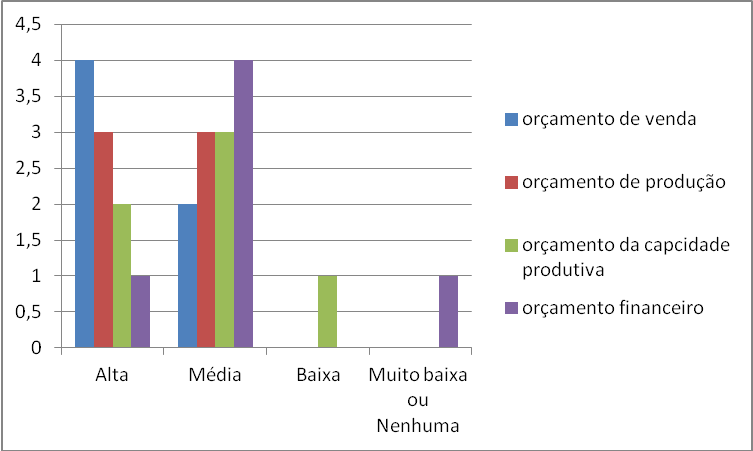 4,5
4
3,5
3
2,5
2
1,5
1
0,5
0
Alta
Média
Baixa
Muito baixa
ou
Nenhuma
orçamento de venda
orçamento de produção
orçamento da capcidade
produtiva
orçamento financeiro